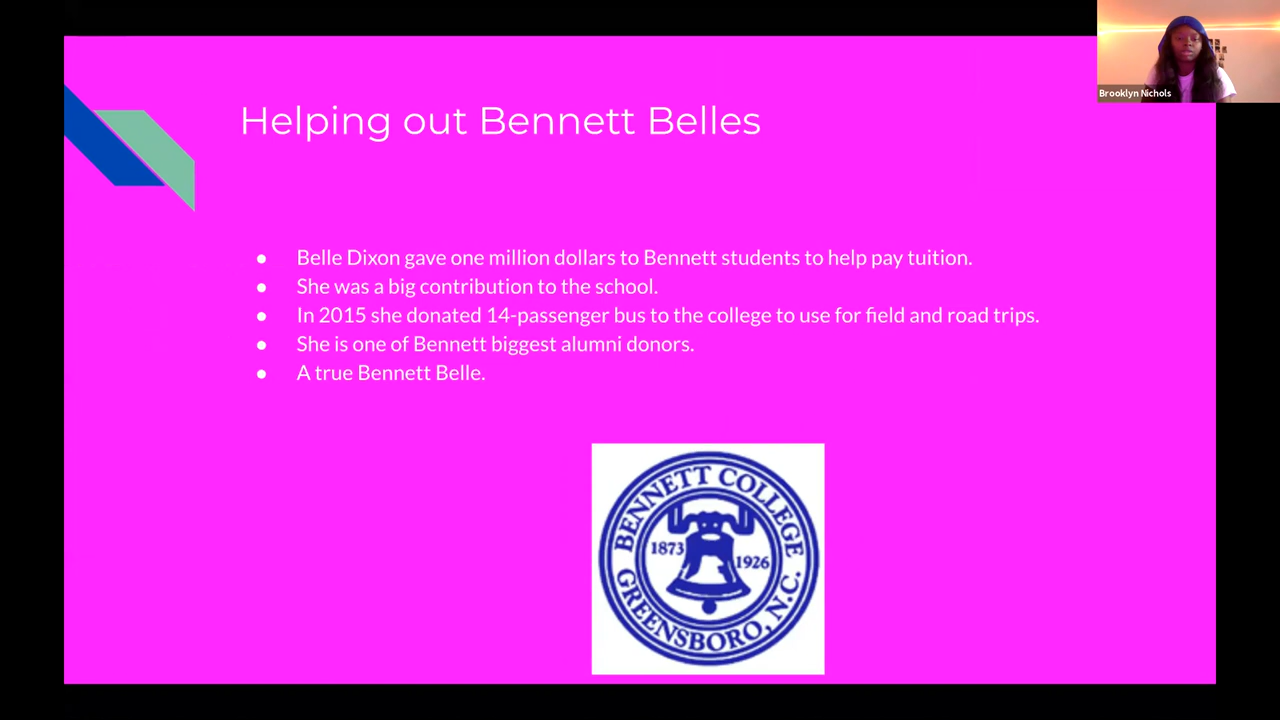 Brooklyn Nichols
Helping out Bennett Belles
● Belle Dixon gave one million dollars to Bennett students to help pay tuition.
● She was a big contribution to the school.
● In 2015 she donated 14-passenger bus to the college to use for field and road trips.
● She is one of Bennett biggest alumni donors.
● A true Bennett Belle.
BENNETT COLLEGE
1873 1926
GREENSBORO, N.C.